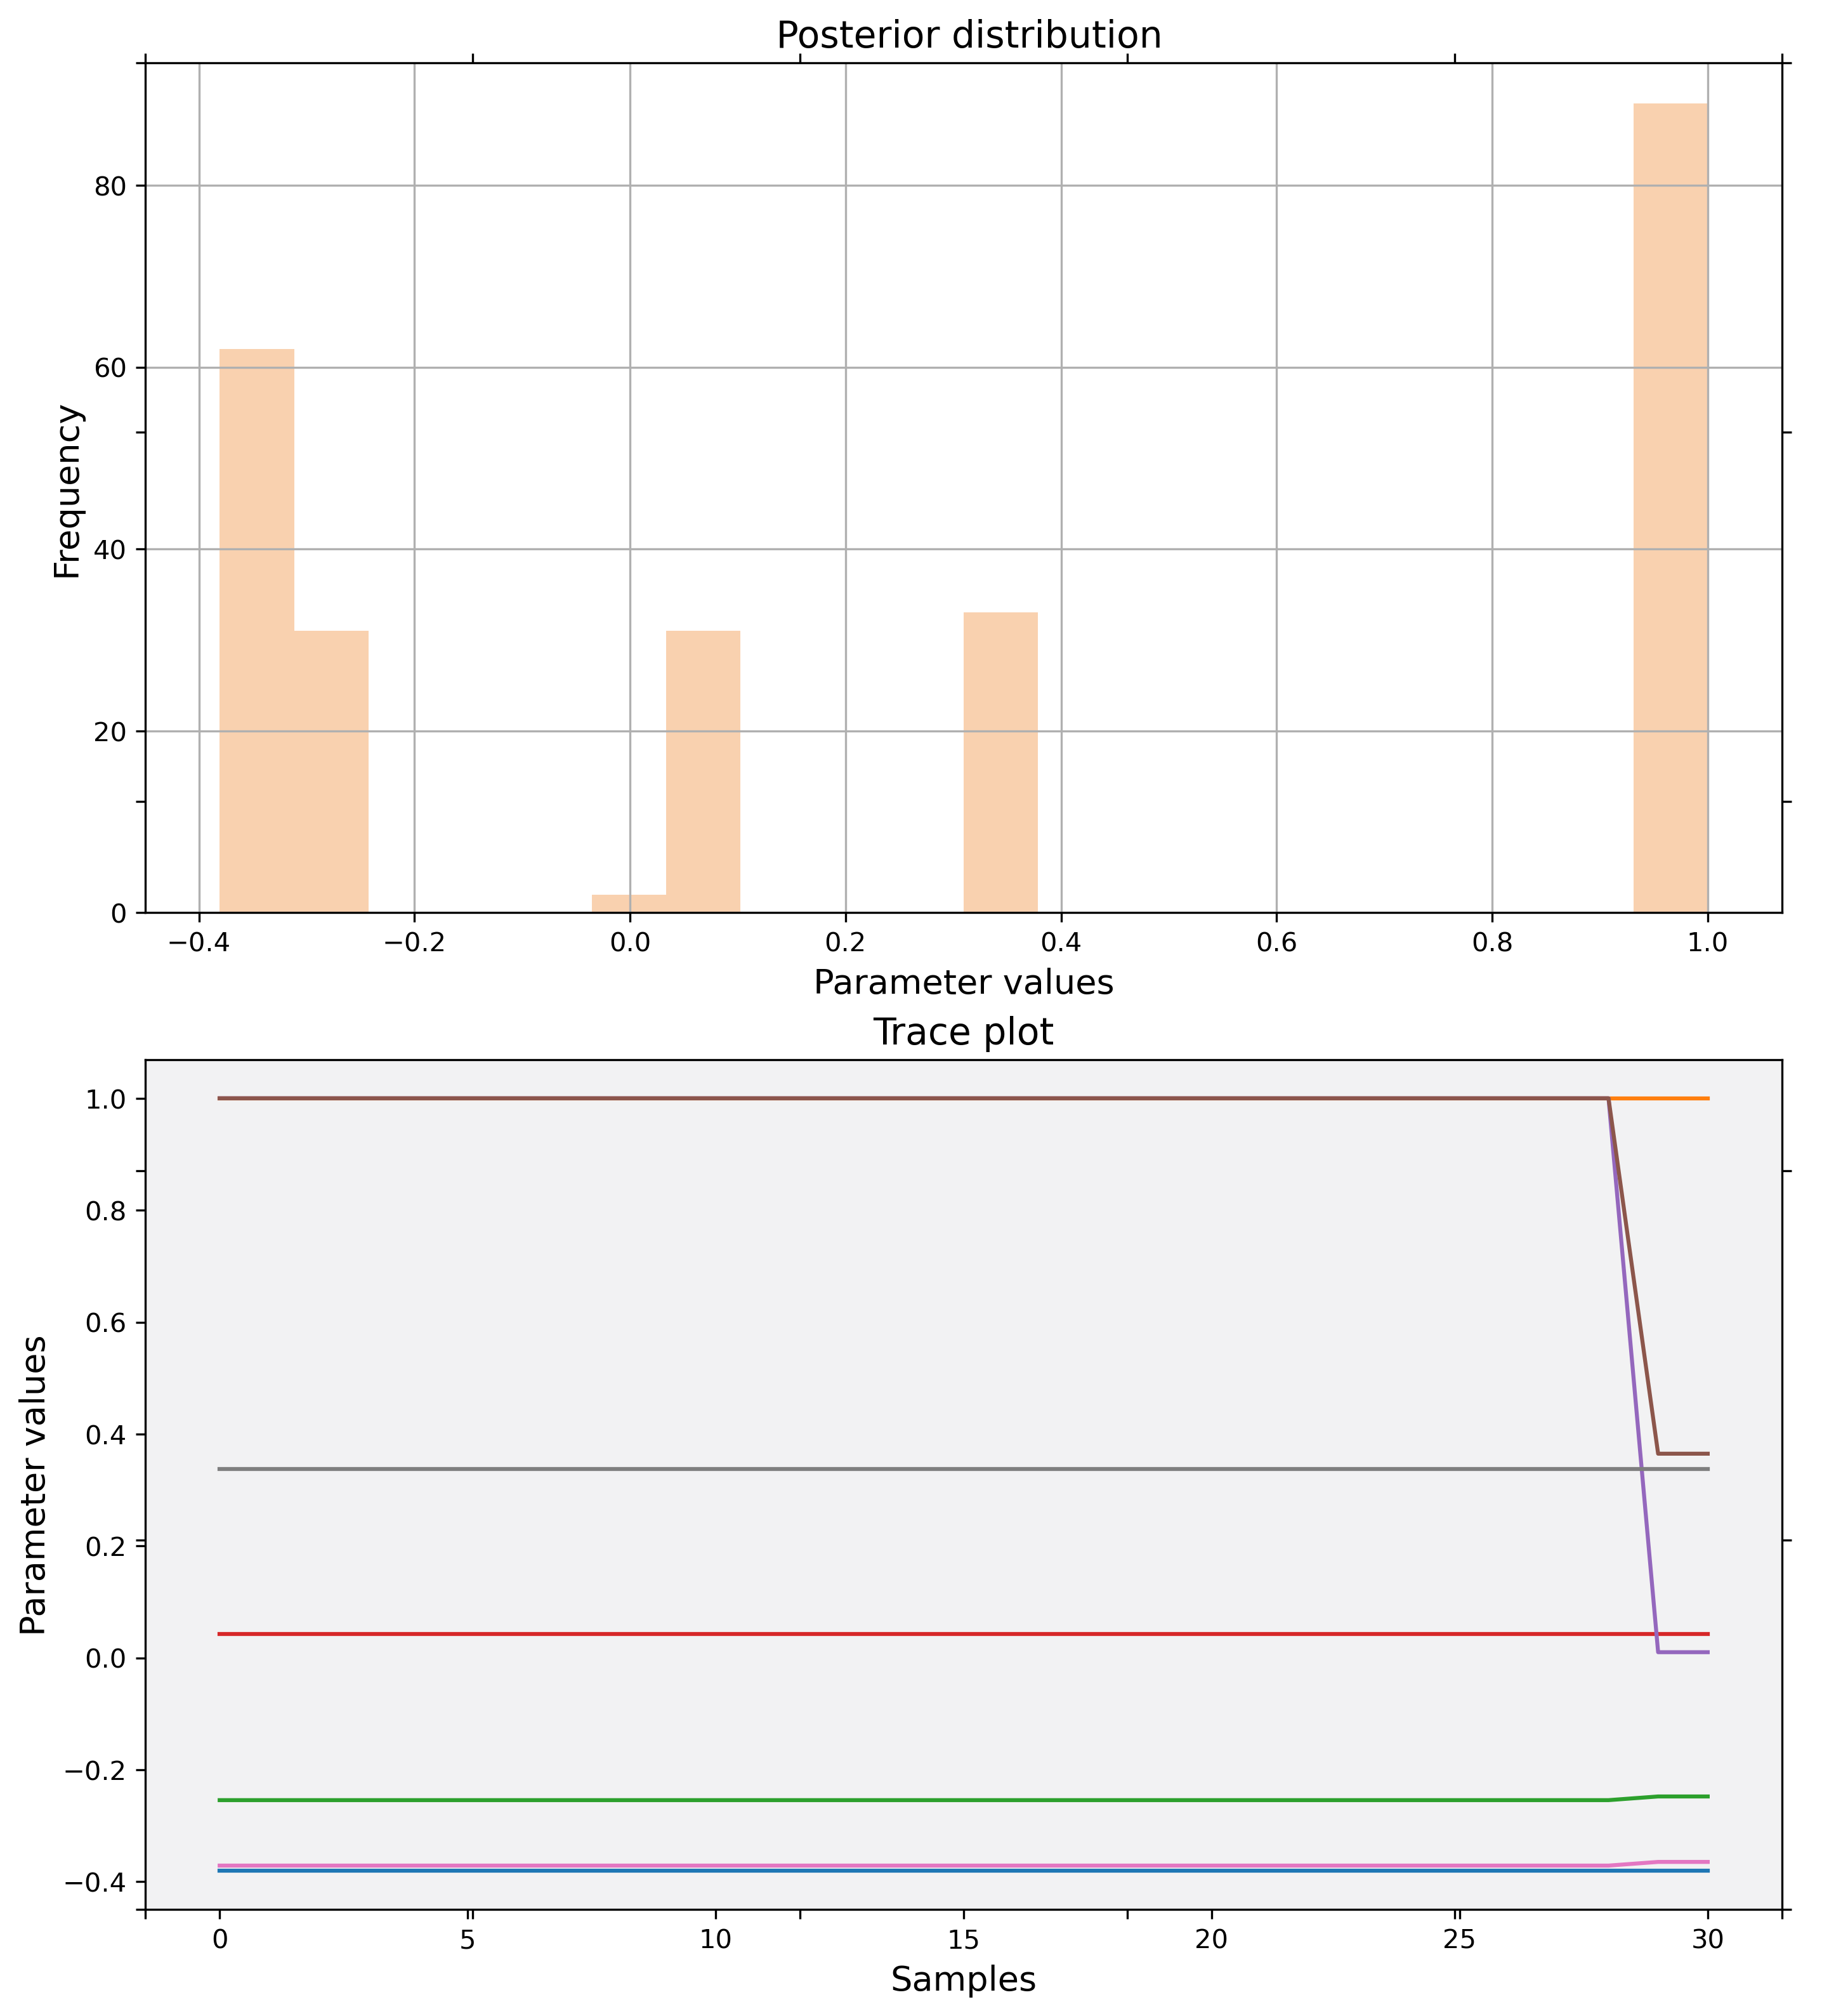 Posterior distribution
Frequency
80
60
40
20
0
−0.4 −0.2 0.0 0.2 0.4 0.6 0.8 1.0
Parameter values
Trace plot
Parameter values
1.0
0.8
0.6
0.4
0.2
0.0
−0.2
−0.4
0 5 10 15 20 25 30
Samples